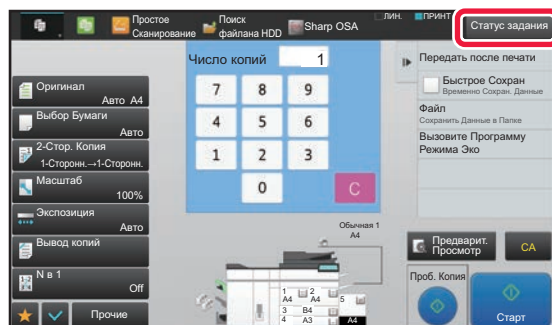 Простое
Сканирование
Поиск
файлана HDD
Sharp OSA
ЛИН.
ПРИНТ
Статус задания
Число копий
1
Передать после печати
Оригинал
Авто A4
Выбор Бумаги
Авто
2-Стор. Копия
1-Сторонн.→1-Сторонн.
Масштаб
100%
Экспозиция
Авто
Вывод копий
N в 1
Off
Прочие
7 8 9
4 5 6
1 2 3
0 C
Быстрое Сохран
Временно Сохран. Данные
Файл
Сохранить Данные в Папке
Вызовите Программу
Режима Эко
Обычная 1
A4
1 2
A4 A4 5
3 B4
4 A3 A4
Предварит.
Просмотр
CA
Проб. Копия
Старт